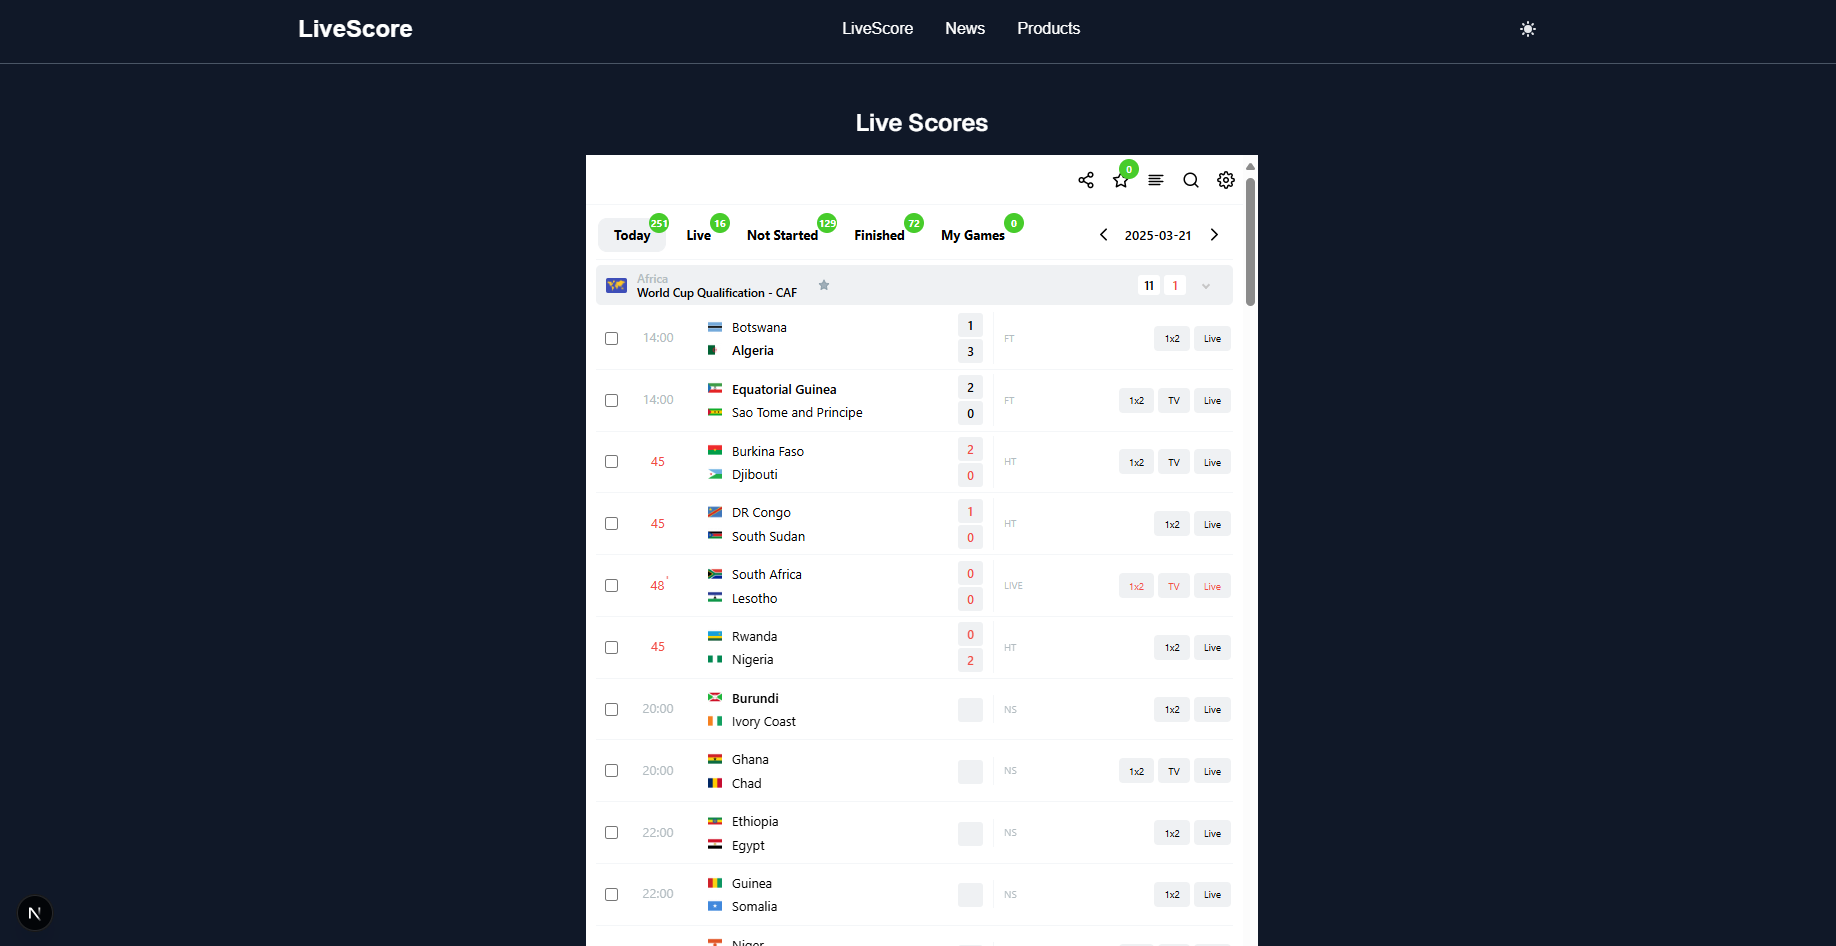 LiveScore
LiveScore News Products
Live Scores
0
Today 251 Live 16 Not Started 129 Finished 72 My Games 0 2025-03-21
Africa
World Cup Qualification - CAF 11 1
14:00 Botswana 1 FT 1x2 Live
Algeria 3
14:00 Equatorial Guinea 2 FT 1x2 TV Live
Sao Tome and Principe 0
45 Burkina Faso 2 HT 1x2 TV Live
Djibouti 0
45 DR Congo 1 HT 1x2 Live
South Sudan 0
48' South Africa 0 LIVE 1x2 TV Live
Lesotho 0
45 Rwanda 0 HT 1x2 Live
Nigeria 2
20:00 Burundi NS 1x2 Live
Ivory Coast
20:00 Ghana NS 1x2 TV Live
Chad
22:00 Ethiopia NS 1x2 Live
Egypt
22:00 Guinea NS 1x2 Live
Somalia
Niger
N